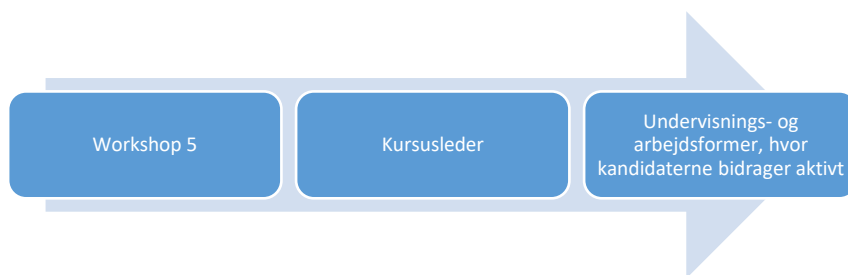 Workshop 5
Kursusleder
Undervisnings- og
arbejdsformer, hvor
kandidaterne bidrager aktivt